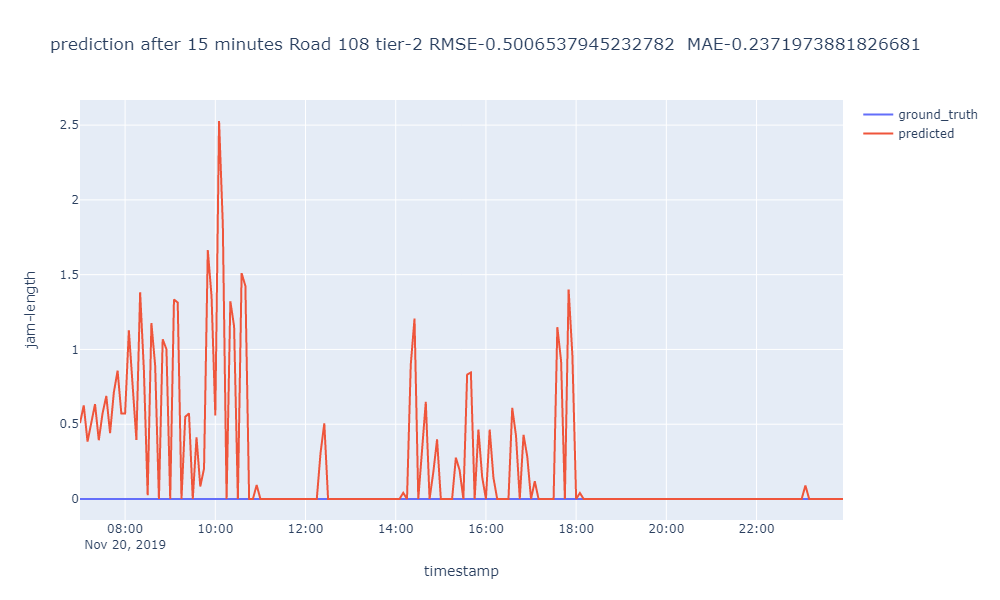 prediction after 15 minutes Road 108 tier-2 RMSE-0.5006537945232782  MAE-0.2371973881826681
ground_truth
predicted
2.5
2
1.5
1
0.5
0
jam-length
08:00 10:00 12:00 14:00 16:00 18:00 20:00 22:00
Nov 20, 2019
timestamp